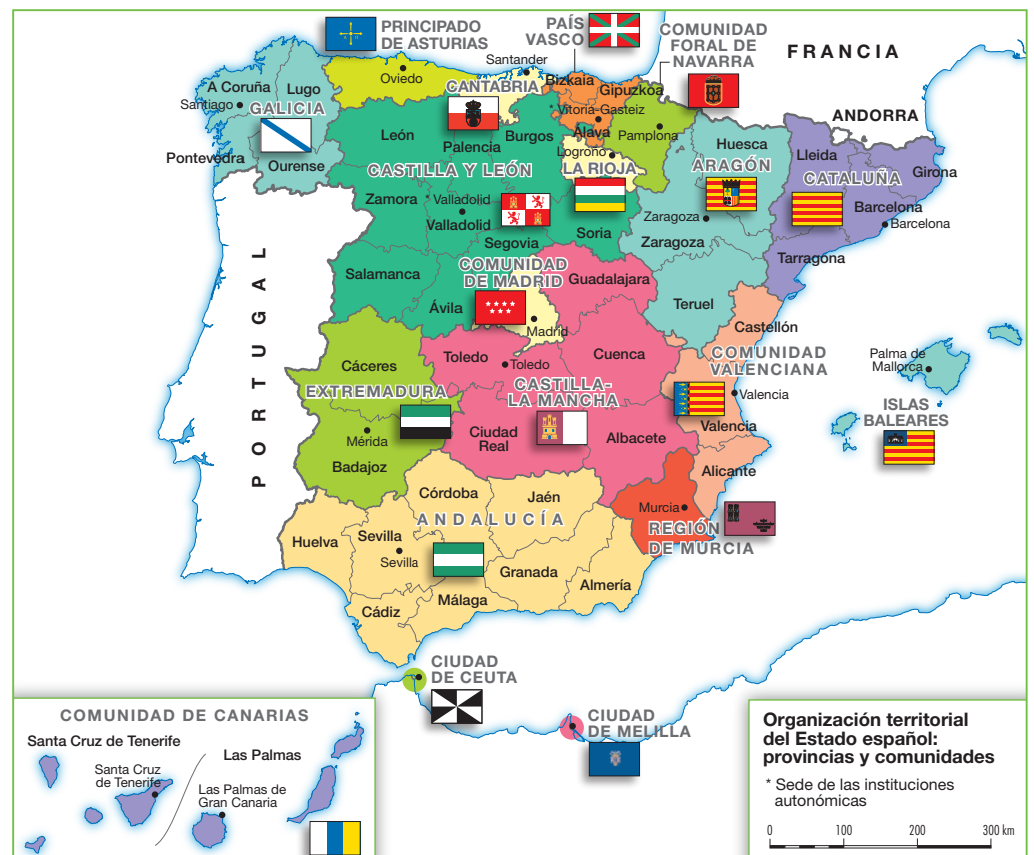 PRINCIPADO
DE ASTURIAS
PAÍS
VASCO
COMUNIDAD
FORAL DE
NAVARRA
FRANCIA
Santander
Oviedo
CANTABRIA
Bizkaia
Gipuzkoa
A Coruña
Lugo
Santiago
GALICIA
Pontevedra
Ourense
León
Palencia
Burgos
Vitoria-Gasteiz
Álava
Pamplona
Logroño
LA RIOJA
Huesca
ARAGÓN
ANDORRA
Lleida
CATALUÑA
Girona
Barcelona
Barcelona
Tarragona
CASTILLA Y LEÓN
Zamora
* Valladolid
Valladolid
Segovia
Soria
Zaragoza
Zaragoza
Teruel
Salamanca
Ávila
COMUNIDAD
DE MADRID
Madrid
Guadalajara
PORTUGAL
Cáceres
EXTREMADURA
Mérida
Badajoz
Toledo
Toledo
Cuenca
CASTILLA-
LA MANCHA
Ciudad
Real
Albacete
Castellón
COMUNIDAD
VALENCIANA
Valencia
Valencia
Alicante
Palma de
Mallorca
ISLAS
BALEARES
Murcia
REGIÓN
DE MURCIA
Córdoba
Jaén
ANDALUCÍA
Huelva
Sevilla
Sevilla
Granada
Almería
Málaga
Cádiz
CIUDAD
DE CEUTA
CIUDAD
DE MELILLA
COMUNIDAD DE CANARIAS
Santa Cruz de Tenerife
Las Palmas
Santa Cruz
de Tenerife
Las Palmas de
Gran Canaria
Organización territorial
del Estado español:
provincias y comunidades
* Sede de las instituciones
autonómicas
0 100 200 300 km